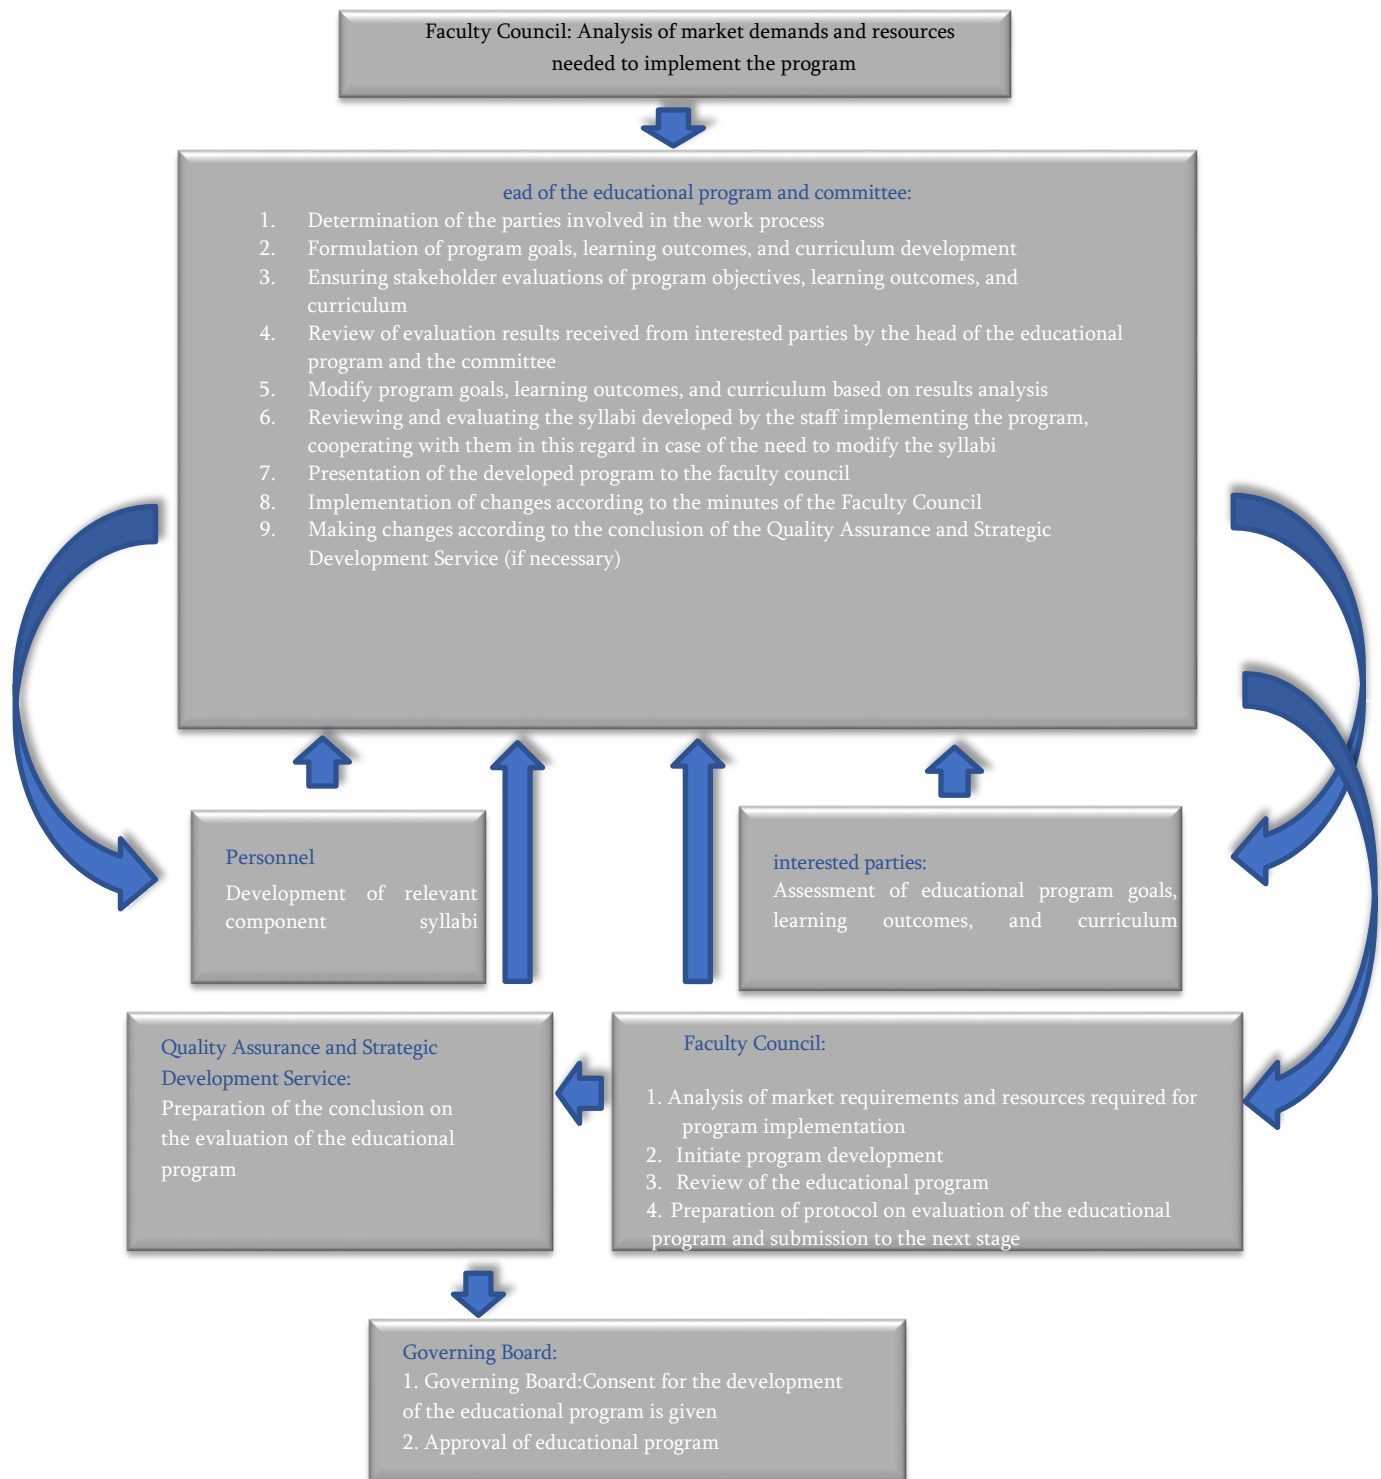 Faculty Council: Analysis of market demands and resources
needed to implement the program
ead of the educational program and committee:
1. Determination of the parties involved in the work process
2. Formulation of program goals, learning outcomes, and curriculum development
3. Ensuring stakeholder evaluations of program objectives, learning outcomes, and
curriculum
4. Review of evaluation results received from interested parties by the head of the educational
program and the committee
5. Modify program goals, learning outcomes, and curriculum based on results analysis
6. Reviewing and evaluating the syllabi developed by the staff implementing the program,
cooperating with them in this regard in case of the need to modify the syllabi
7. Presentation of the developed program to the faculty council
8. Implementation of changes according to the minutes of the Faculty Council
9. Making changes according to the conclusion of the Quality Assurance and Strategic
Development Service (if necessary)
Personnel
Development of relevant
component syllabi
interested parties:
Assessment of educational program goals,
learning outcomes, and curriculum
Quality Assurance and Strategic
Development Service:
Preparation of the conclusion on
the evaluation of the educational
program
Faculty Council:
1. Analysis of market requirements and resources required for
program implementation
2. Initiate program development
3. Review of the educational program
4. Preparation of protocol on evaluation of the educational
program and submission to the next stage
Governing Board:
1. Governing Board:Consent for the development
of the educational program is given
2. Approval of educational program